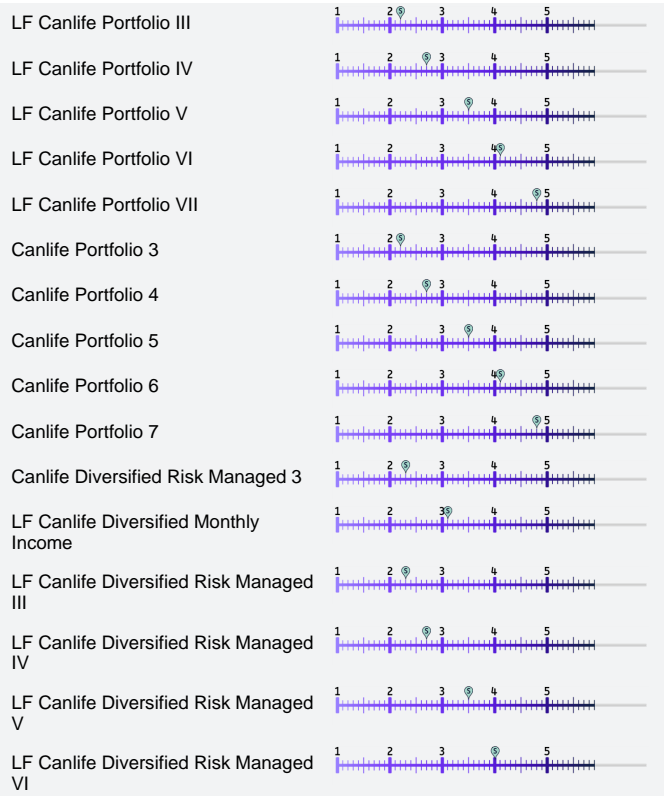 LF Canlife Portfolio III
1 2 S 3 4 5
LF Canlife Portfolio IV
1 2 S 3 4 5
LF Canlife Portfolio V
1 2 3 S 4 5
LF Canlife Portfolio VI
1 2 3 4 S 5
LF Canlife Portfolio VII
1 2 3 4 S 5
Canlife Portfolio 3
1 2 S 3 4 5
Canlife Portfolio 4
1 2 S 3 4 5
Canlife Portfolio 5
1 2 3 S 4 5
Canlife Portfolio 6
1 2 3 4 S 5
Canlife Portfolio 7
1 2 3 4 S 5
Canlife Diversified Risk Managed 3
1 2 S 3 4 5
LF Canlife Diversified Monthly
Income
1 2 3 S 4 5
LF Canlife Diversified Risk Managed
III
1 2 S 3 4 5
LF Canlife Diversified Risk Managed
IV
1 2 S 3 4 5
LF Canlife Diversified Risk Managed
V
1 2 3 S 4 5
LF Canlife Diversified Risk Managed
VI
1 2 3 S 5